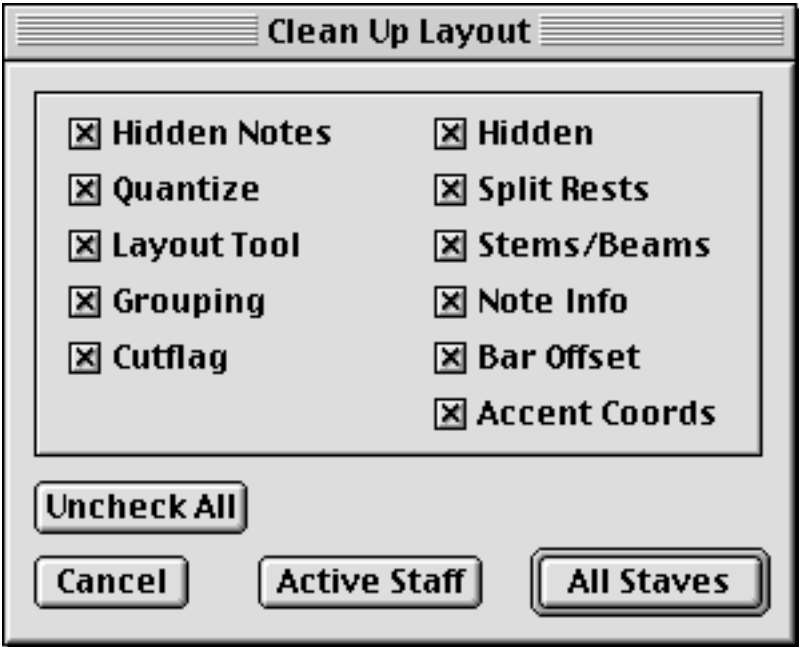 Clean Up Layout
Hidden Notes
Quantize
Layout Tool
Grouping
Cutflag
Hidden
Split Rests
Stems/Beams
Note Info
Bar Offset
Accent Coords
Uncheck All
Cancel
Active Staff
All Staves